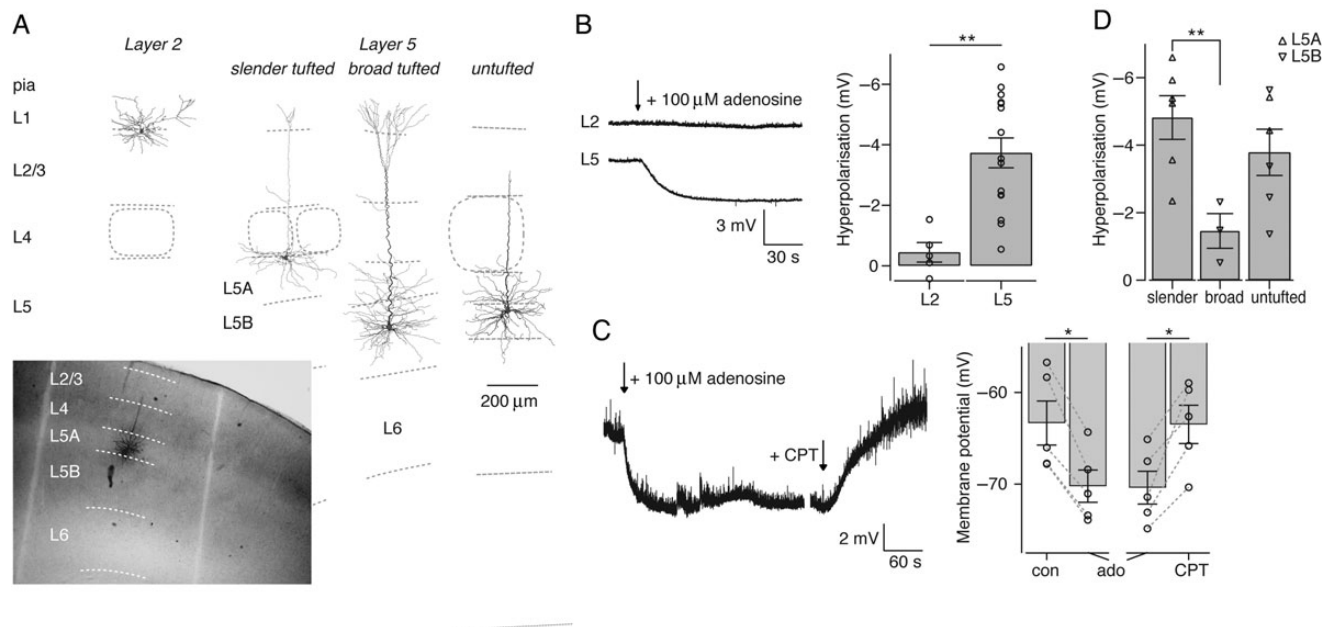 A
Layer 2
Layer 5
slender tufted broad tufted untufted
pia
L1
L2/3
L4
L5A
L5
L5B
L6
200 μm
L2/3
L4
L5A
L5B
L6
B
+ 100 μM adenosine
L2
L5
3 mV
30 s
Hyperpolarisation (mV)
−6
−4
−2
0
**
L2 L5
C
+ 100 μM adenosine
+ CPT
2 mV
60 s
Membrane potential (mV)
−60
−70
* *
con ado CPT
D
L5A
L5B
**
Hyperpolarisation (mV)
−6
−4
−2
0
slender broad untufted